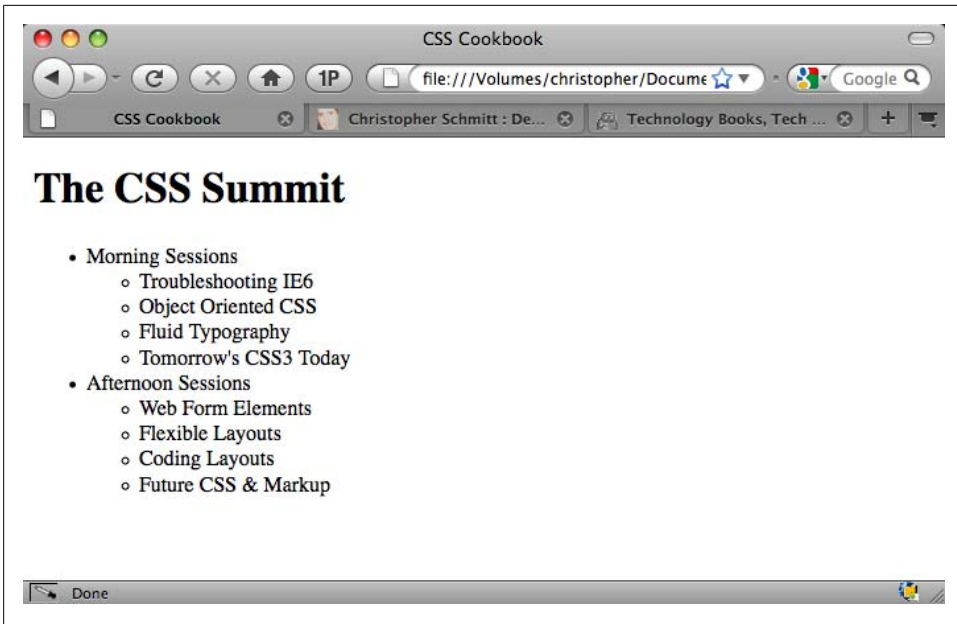 CSS Cookbook
1P
file:///Volumes/christopher/Docume
Google
CSS Cookbook
Christopher Schmitt : De...
Technology Books, Tech ...
The CSS Summit
Morning Sessions
Troubleshooting IE6
Object Oriented CSS
Fluid Typography
Tomorrow's CSS3 Today
Afternoon Sessions
Web Form Elements
Flexible Layouts
Coding Layouts
Future CSS & Markup
Done